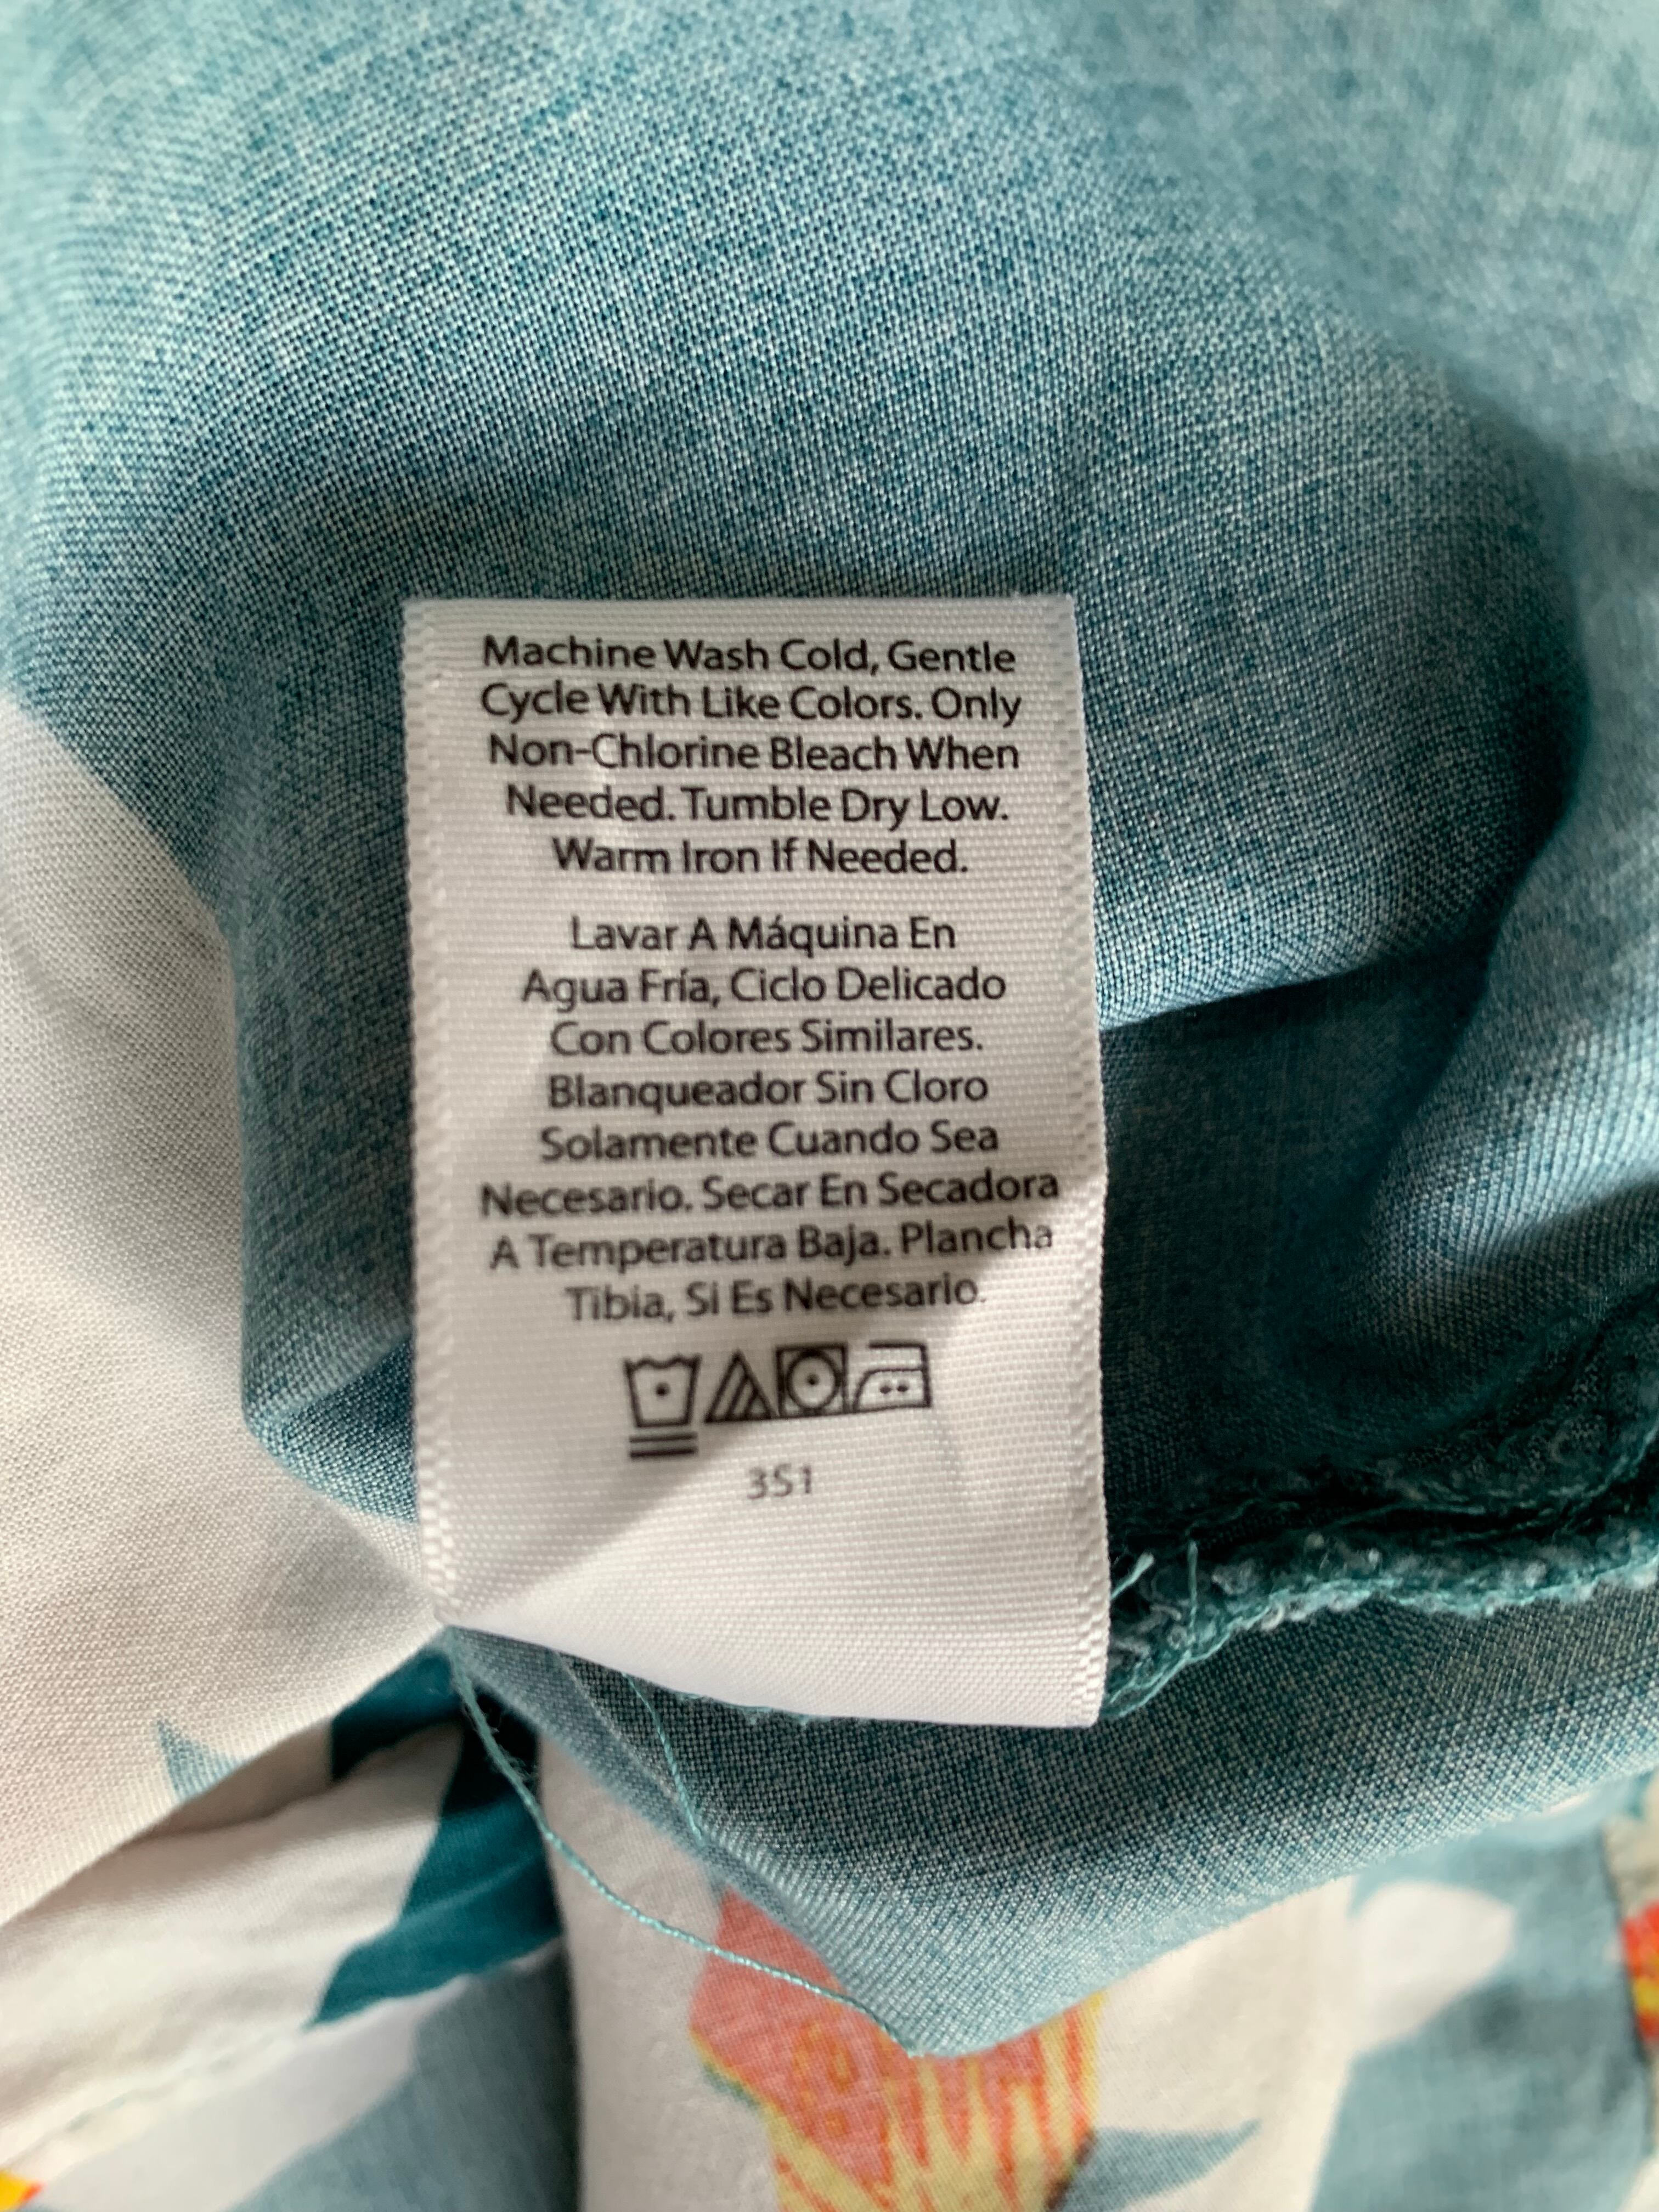 Machine Wash Cold, Gentle
Cycle With Like Colors. Only
Non-Chlorine Bleach When
Needed. Tumble Dry Low.
Warm Iron If Needed.
Lavar A Máquina En
Agua Fría, Ciclo Delicado
Con Colores Similares.
Blanqueador Sin Cloro
Solamente Cuando Sea
Necesario. Secar En Secadora
A Temperatura Baja. Plancha
Tibia, Si Es Necesario.
351